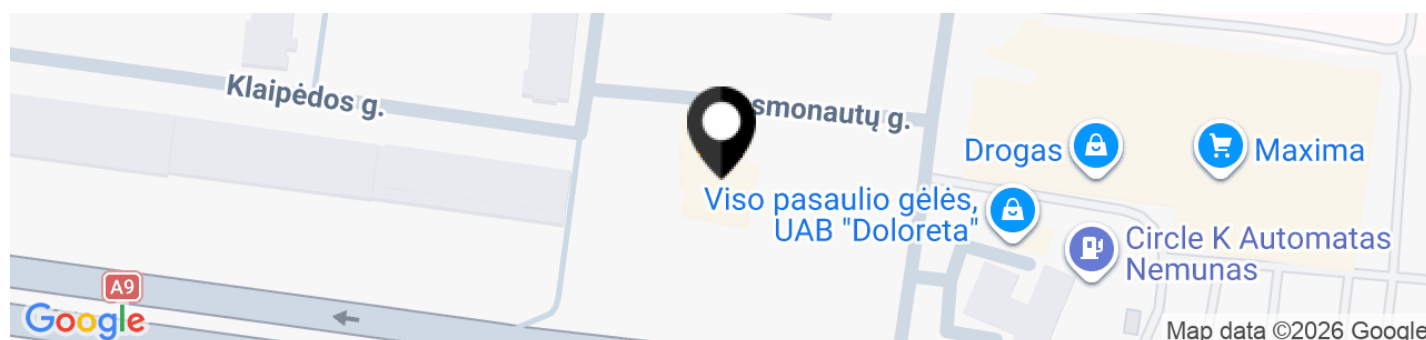 Klaipėdos g.
smonautų g.
Drogas
Maxima
Viso pasaulio gėlės,
UAB "Doloreta"
Circle K Automatas
Nemunas
A9
Google
Map data ©2026 Google